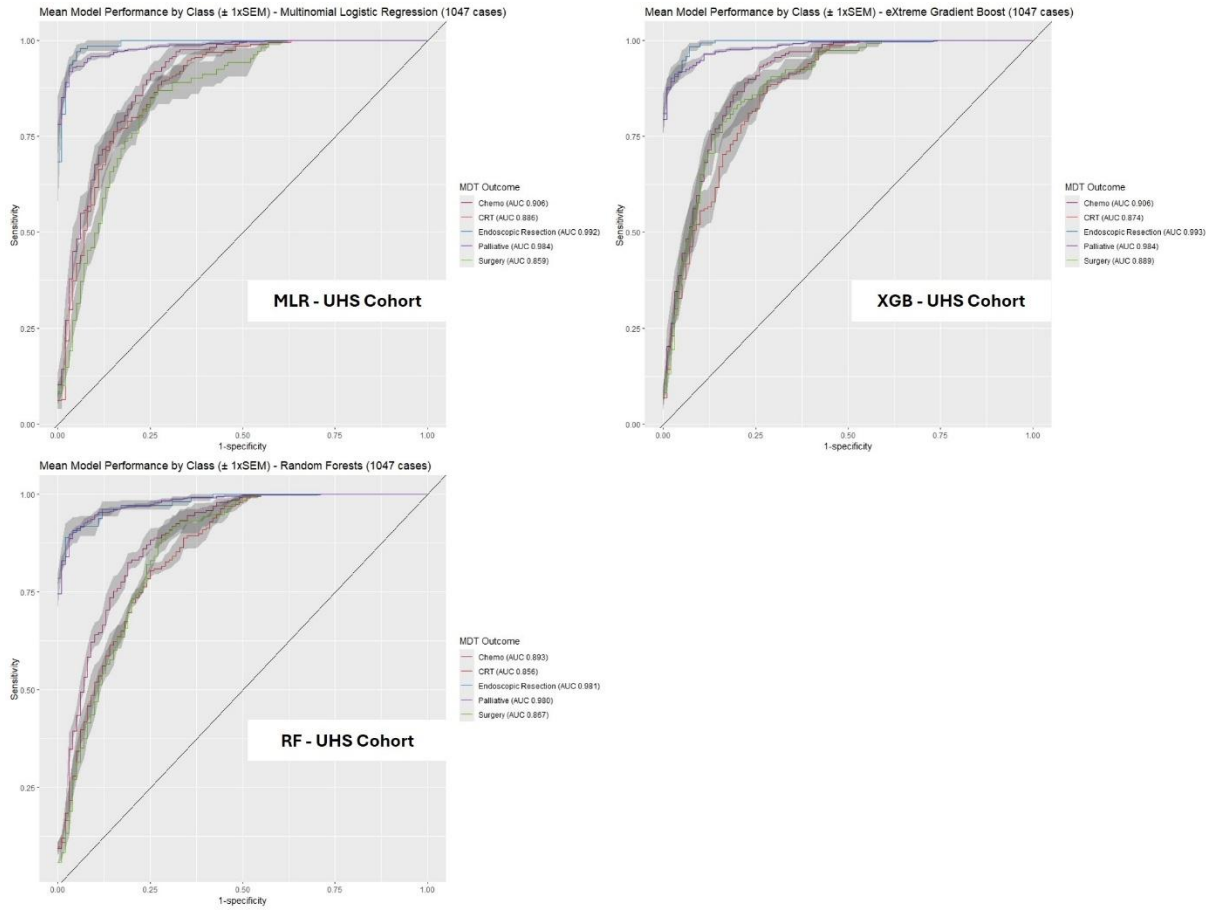 Mean Model Performance by Class (± 1xSEM) - Multinomial Logistic Regression (1047 cases)
1.00
0.75
0.50
0.25
0.00
Sensitivity
0.00 0.25 0.50 0.75 1.00
1-specificity
MDT Outcome
Chemo (AUC 0.906)
CRT (AUC 0.886)
Endoscopic Resection (AUC 0.992)
Palliative (AUC 0.984)
Surgery (AUC 0.859)
MLR - UHS Cohort
Mean Model Performance by Class (± 1xSEM) - eXtreme Gradient Boost (1047 cases)
1.00
0.75
0.50
0.25
0.00
Sensitivity
0.00 0.25 0.50 0.75 1.00
1-specificity
MDT Outcome
Chemo (AUC 0.906)
CRT (AUC 0.874)
Endoscopic Resection (AUC 0.993)
Palliative (AUC 0.984)
Surgery (AUC 0.889)
XGB - UHS Cohort
Mean Model Performance by Class (± 1xSEM) - Random Forests (1047 cases)
1.00
0.75
0.50
0.25
Sensitivity
0.00 0.25 0.50 0.75 1.00
1-specificity
MDT Outcome
Chemo (AUC 0.893)
CRT (AUC 0.856)
Endoscopic Resection (AUC 0.981)
Palliative (AUC 0.980)
Surgery (AUC 0.867)
RF - UHS Cohort